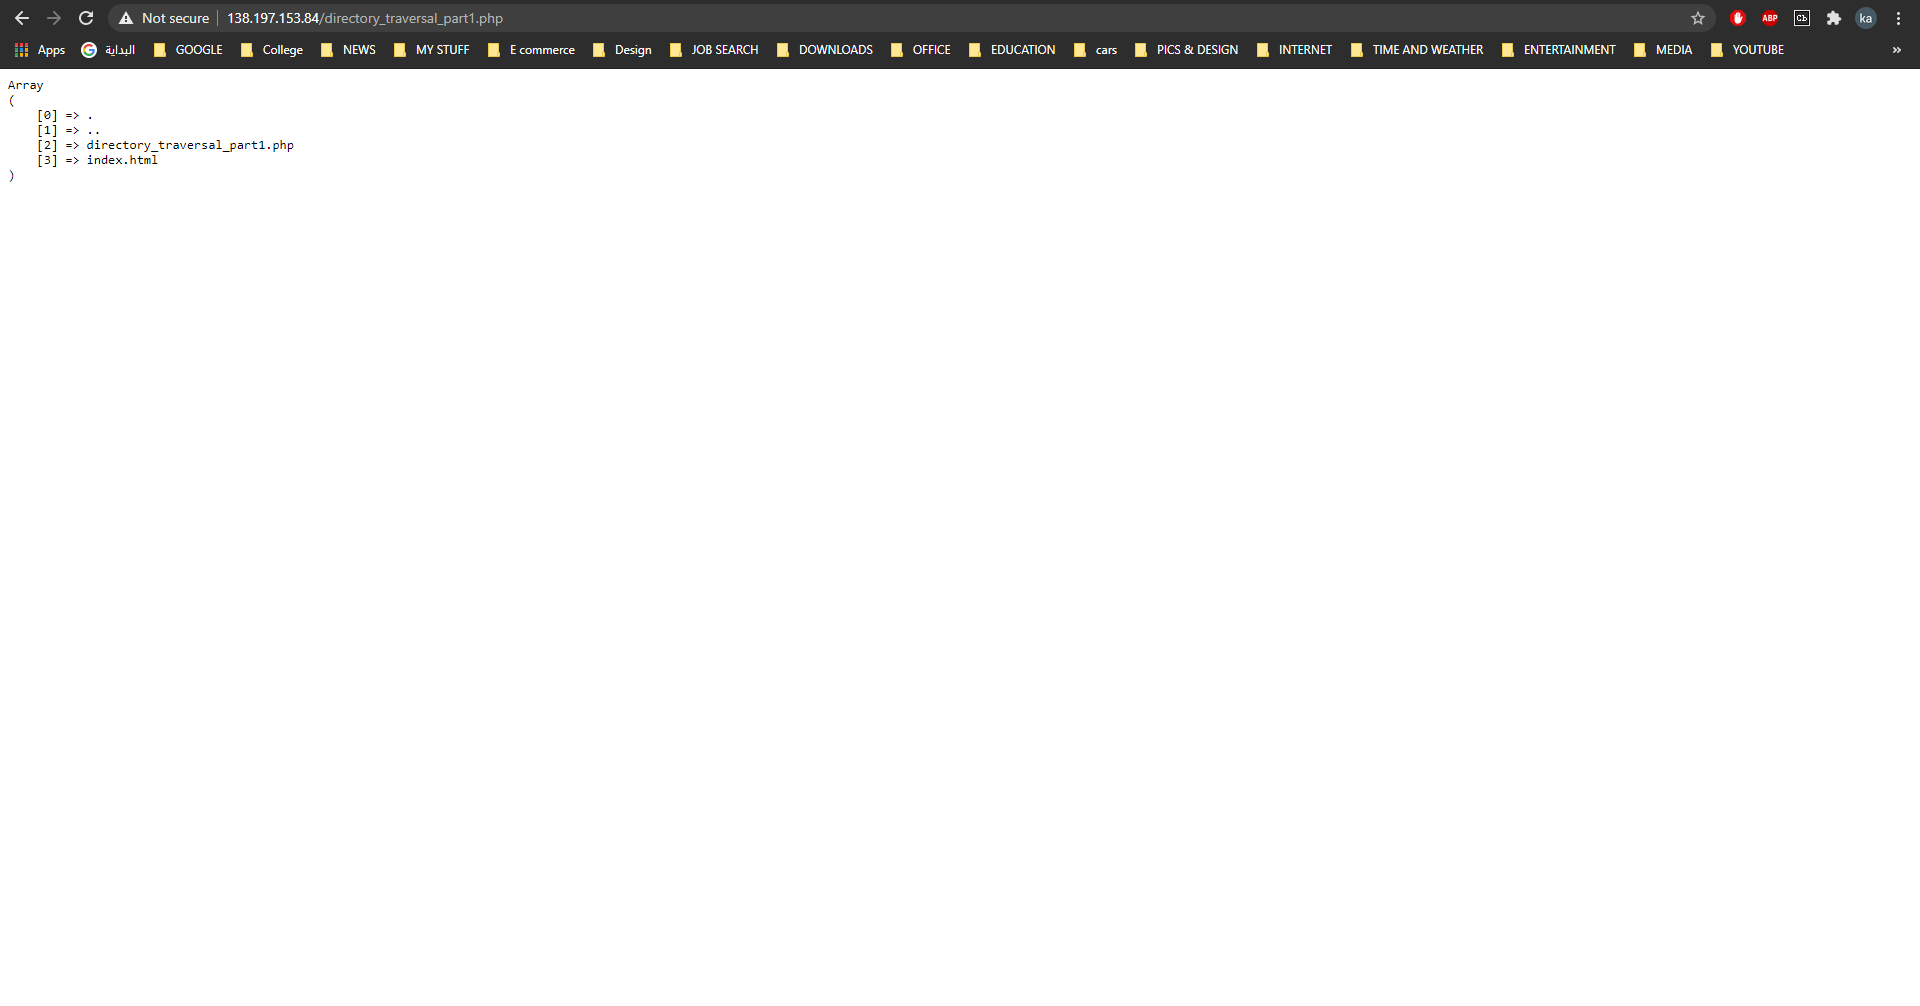 Not secure | 138.197.153.84/directory_traversal_part1.php ABP Cb ka
Apps البداية GOOGLE College NEWS MY STUFF E commerce Design JOB SEARCH DOWNLOADS OFFICE EDUCATION cars PICS & DESIGN INTERNET TIME AND WEATHER ENTERTAINMENT MEDIA YOUTUBE »
Array
(
    [0] => .
    [1] => ..
    [2] => directory_traversal_part1.php
    [3] => index.html
)